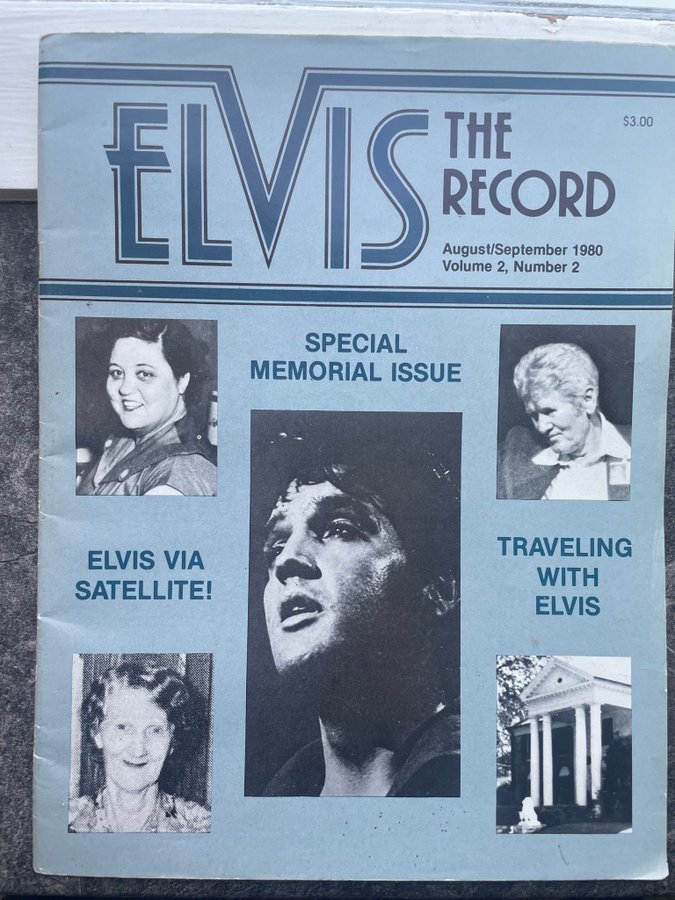 ELVIS
THE
RECORD
$3.00
August/September 1980
Volume 2, Number 2
SPECIAL
MEMORIAL ISSUE
ELVIS VIA
SATELLITE!
TRAVELING
WITH
ELVIS